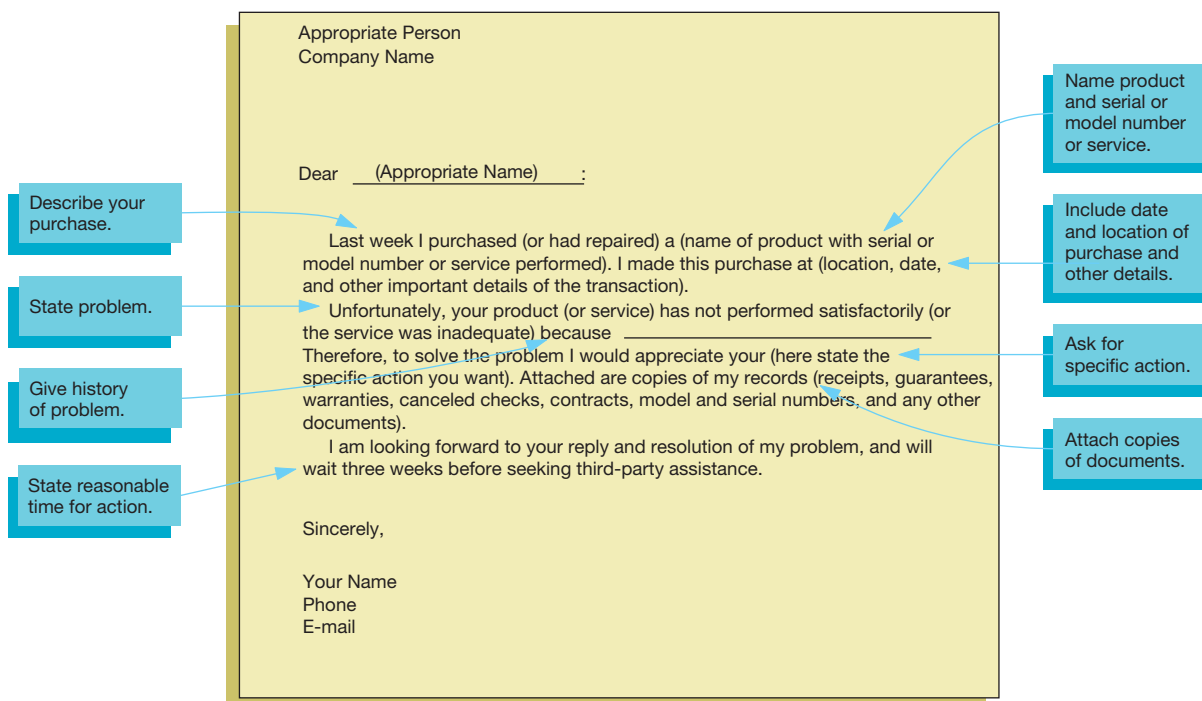 Appropriate Person
Company Name
Name product
and serial or
model number
or service.
Dear (Appropriate Name) :
Describe your
purchase.
Include date
and location of
purchase and
other details.
Last week I purchased (or had repaired) a (name of product with serial or
model number or service performed). I made this purchase at (location, date,
and other important details of the transaction).
State problem.
Unfortunately, your product (or service) has not performed satisfactorily (or
the service was inadequate) because
Therefore, to solve the problem I would appreciate your (here state the
specific action you want). Attached are copies of my records (receipts, guarantees,
warranties, canceled checks, contracts, model and serial numbers, and any other
documents).
Ask for
specific action.
Give history
of problem.
Attach copies
of documents.
I am looking forward to your reply and resolution of my problem, and will
wait three weeks before seeking third-party assistance.
State reasonable
time for action.
Sincerely,
Your Name
Phone
E-mail